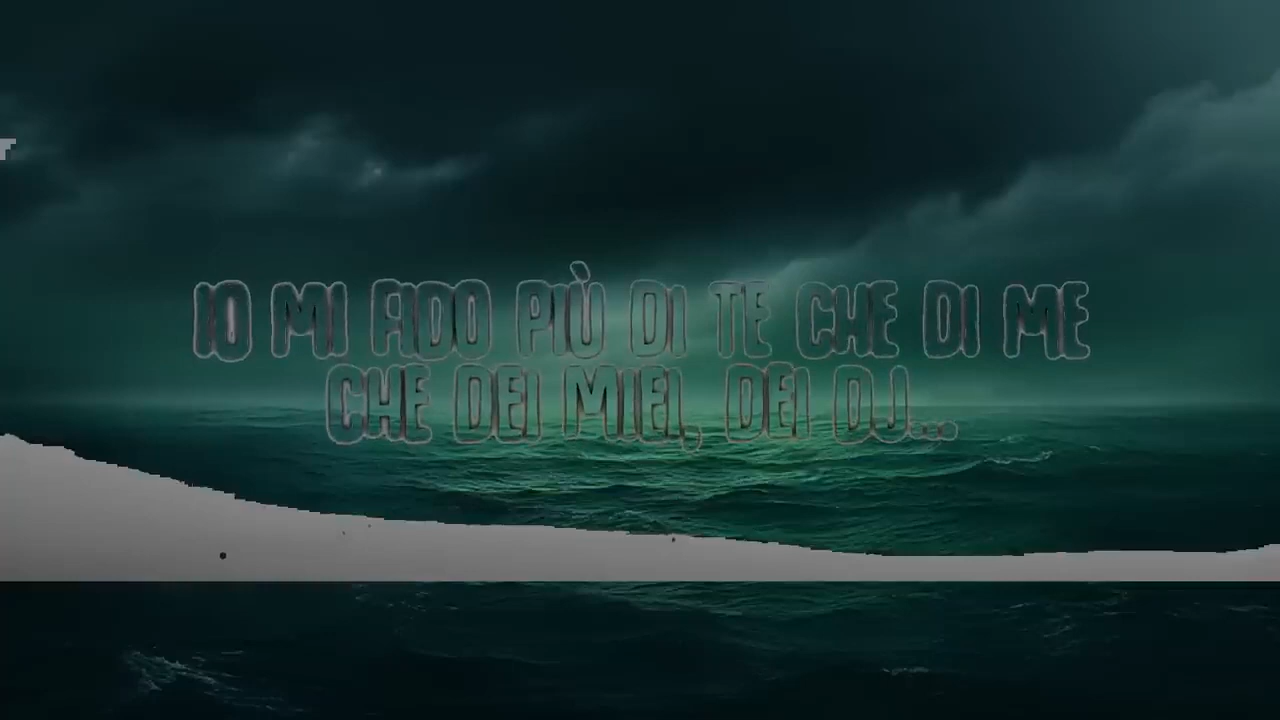 IO MI FIDO PIÙ DI TE CHE DI ME
CHE DEI MIEI, DEI DJ...